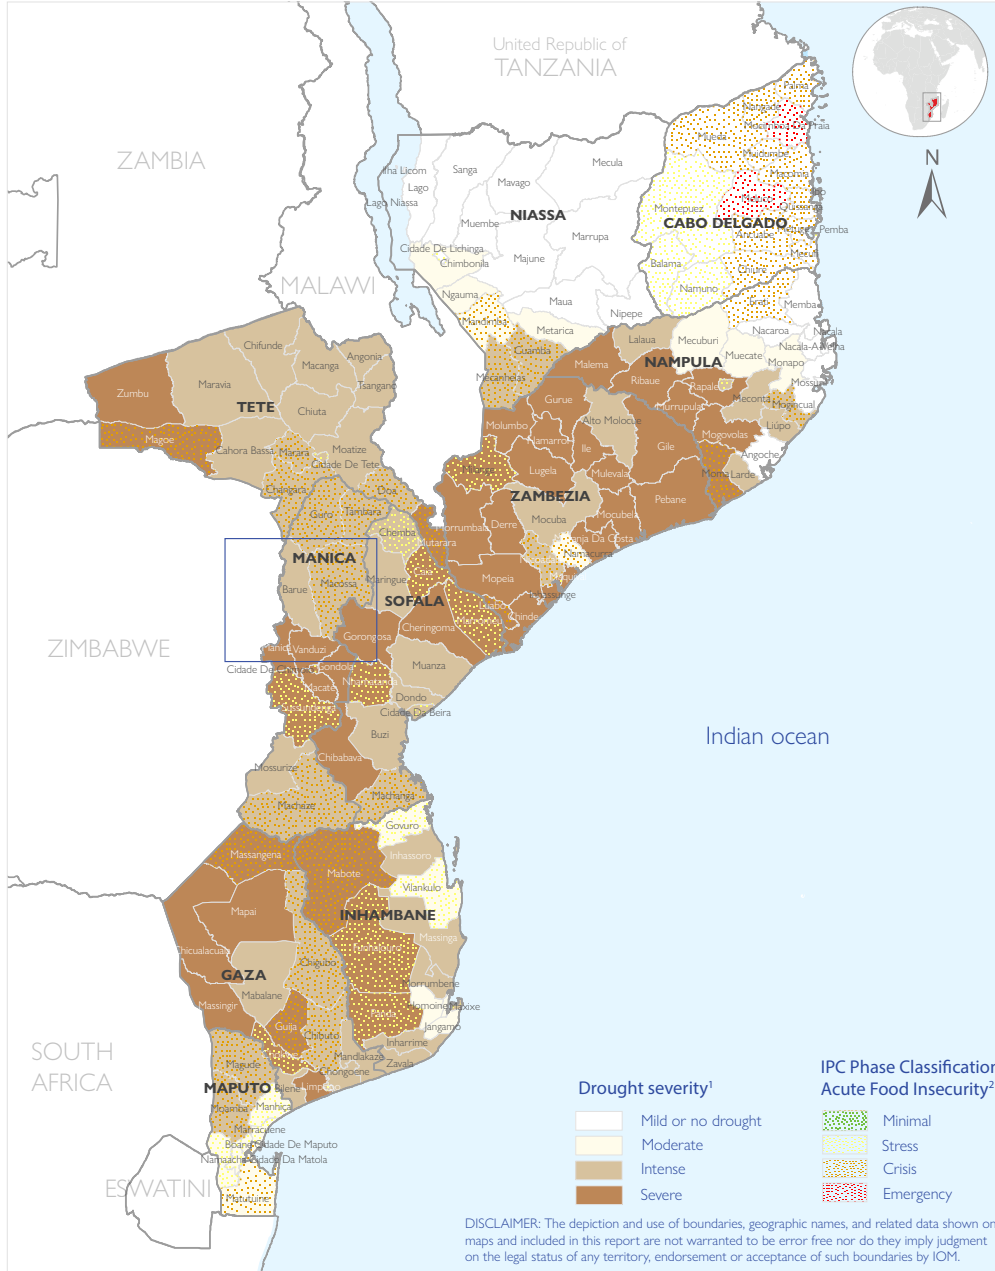 United Republic of
TANZANIA
ZAMBIA
MALAWI
ZIMBABWE
SOUTH
AFRICA
ESWATINI
Indian ocean
N
NIASSA
Lago
Lago Niassa
Sanga
Mecula
Mavago
Muembe
Marrupa
Cidade De Lichinga
Chimbonila
Majune
Ngauma
Maua
Nipepe
Mandimba
Metarica
Cuamba
Mecanhelas
CABO DELGADO
Palma
Mueda
Muidumbe
Macomia
Montepuez
Pemba
Balama
Chiure
Namuno
NAMPULA
Memba
Nacaroa
Nacala
Nacala-A-Velha
Lalaua
Mecuburi
Muecate
Monapo
Malema
Ribaue
Rapale
Meconta
Mogincual
Murrupula
Liúpo
Mogovolas
Angoche
Moma
Larde
TETE
Chifunde
Angonia
Macanga
Tsangano
Zumbu
Maravia
Chiuta
Magoe
Cahora Bassa
Marara
Moatize
Cidade De Tete
Changara
Doa
Mutarara
ZAMBEZIA
Gurue
Alto Molocue
Molumbo
Ile
Gile
Lugela
Mulevala
Pebane
Mocuba
Mocubela
Derre
Morrumbala
Namacurra
Mopeia
Inhassunge
Chinde
Luabo
MANICA
Guro
Tambara
Barue
Macossa
Manica
Vanduzi
Gondola
Macate
Mossurize
Machaze
SOFALA
Chemba
Maringue
Caia
Cheringoma
Gorongosa
Muanza
Nhamatanda
Dondo
Cidade Da Beira
Buzi
Chibabava
Machanga
INHAMBANE
Govuro
Inhassoro
Mabote
Vilankulo
Massinga
Morrumbene
Homoine
Maxixe
Jangamo
Inharrime
Zavala
GAZA
Massangena
Mapai
Chicualacuala
Chigubo
Mabalane
Massingir
Guija
Chibuto
Mandlakaze
Chongoene
Bilene
Limpopo
MAPUTO
Magude
Moamba
Manhiça
Marracuene
Boane
Cidade De Maputo
Namaacha
Cidade Da Matola
Matutuine
Drought severity¹
Mild or no drought
Moderate
Intense
Severe
IPC Phase Classification
Acute Food Insecurity²
Minimal
Stress
Crisis
Emergency
DISCLAIMER: The depiction and use of boundaries, geographic names, and related data shown on
maps and included in this report are not warranted to be error free nor do they imply judgment
on the legal status of any territory, endorsement or acceptance of such boundaries by IOM.